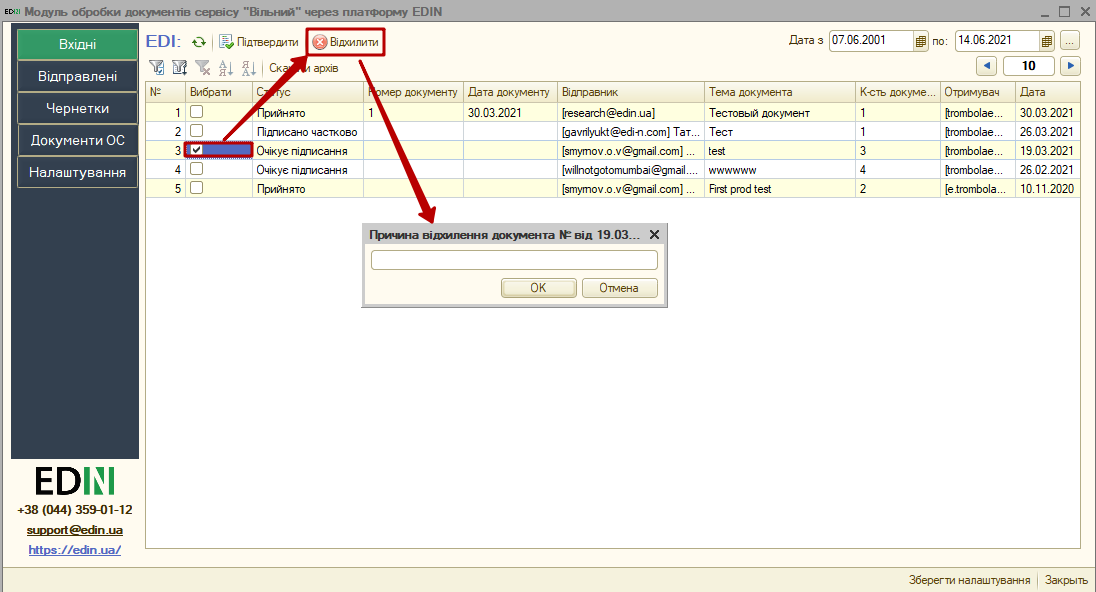 EDIN Модуль обробки документів сервісу "Вільний" через платформу EDIN
Вхідні
Відправлені
Чернетки
Документи ОС
Налаштування
EDI: Підтвердити Відхилити Дата з 07.06.2001 по: 14.06.2021 ...
архів 10
№ Вибрати Номер документу Дата документу Відправник Тема документа К-сть докуме... Отримувач Дата
1 Прийнято 1 30.03.2021 [research@edin.ua] Тестовый документ 1 [trombolae... 30.03.2021
2 Підписано частково [gavrilyukt@edi-n.com] Тат... Тест 1 [trombolae... 26.03.2021
3 Очікує підписання [smyrnov.o.v@gmail.com] ... test 3 [trombolae... 19.03.2021
4 Очікує підписання [willnotgotomumbai@gmail.... wwwwww 4 [trombolae... 26.02.2021
5 Прийнято [smyrnov.o.v@gmail.com] ... First prod test 2 [e.trombola... 10.11.2020
Причина відхилення документа № від 19.03...
OK Отмена
EDIN
+38 (044) 359-01-12
support@edin.ua
https://edin.ua/
Зберегти налаштування Закрыть